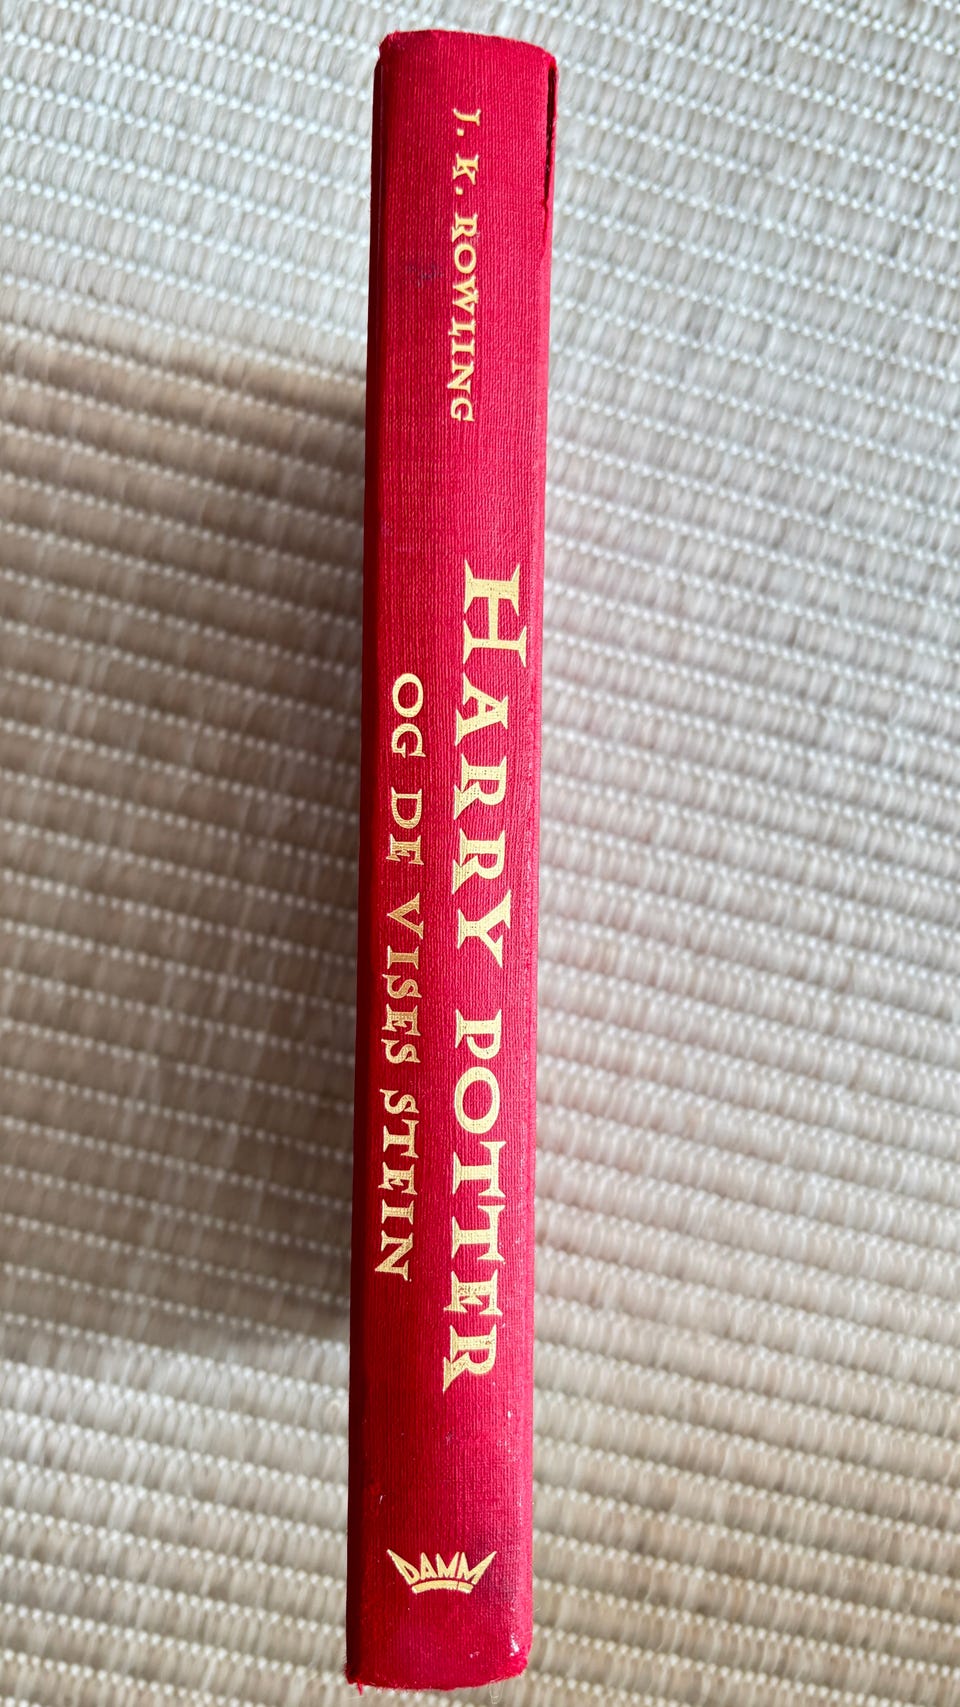 J. K. ROWLING
HARRY POTTER
OG DE VISES STEIN
DAMM